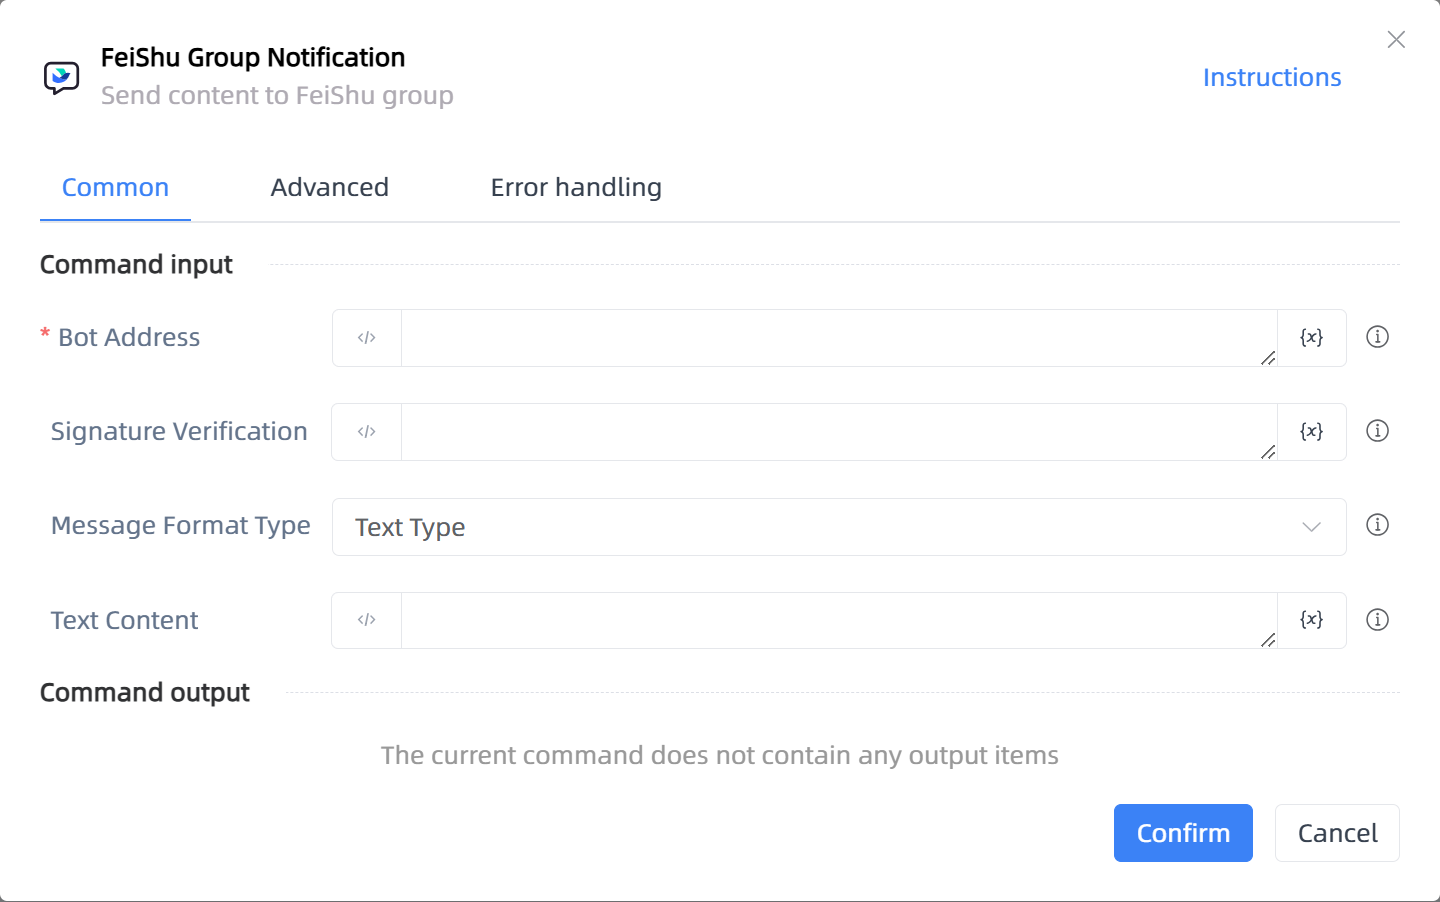 FeiShu Group Notification
Send content to FeiShu group
Instructions
Common Advanced Error handling
Command input
* Bot Address </> {x}
Signature Verification </> {x}
Message Format Type Text Type
Text Content </> {x}
Command output
The current command does not contain any output items
Confirm Cancel